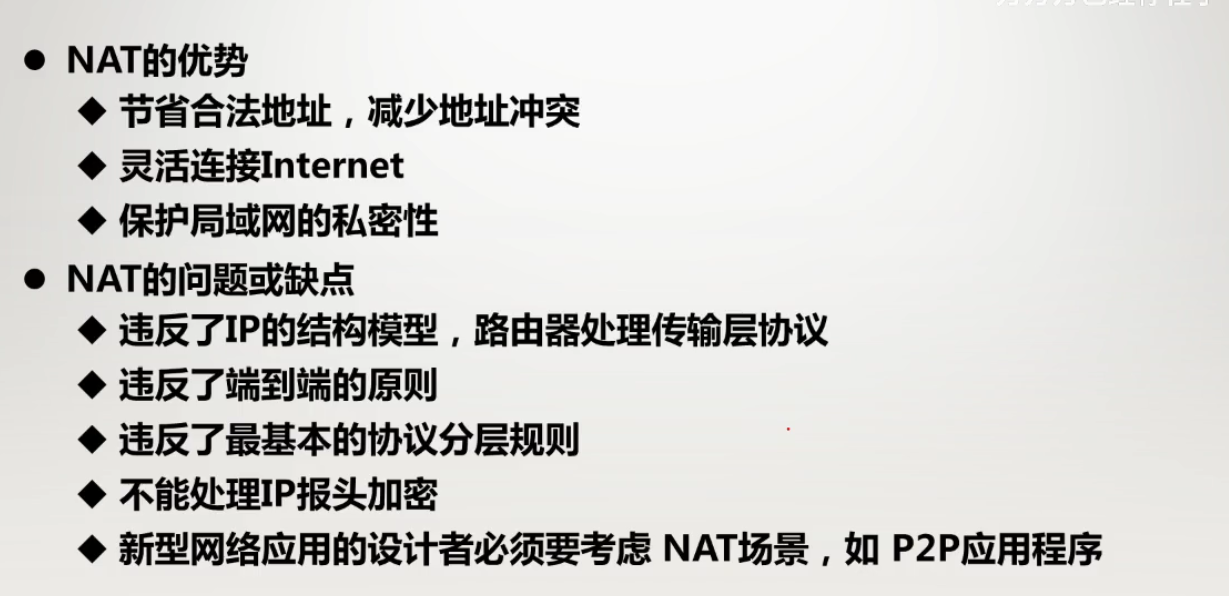 ● NAT的优势
◆ 节省合法地址，减少地址冲突
◆ 灵活连接Internet
◆ 保护局域网的私密性
● NAT的问题或缺点
◆ 违反了IP的结构模型，路由器处理传输层协议
◆ 违反了端到端的原则
◆ 违反了最基本的协议分层规则
◆ 不能处理IP报头加密
◆ 新型网络应用的设计者必须要考虑 NAT场景，如 P2P应用程序